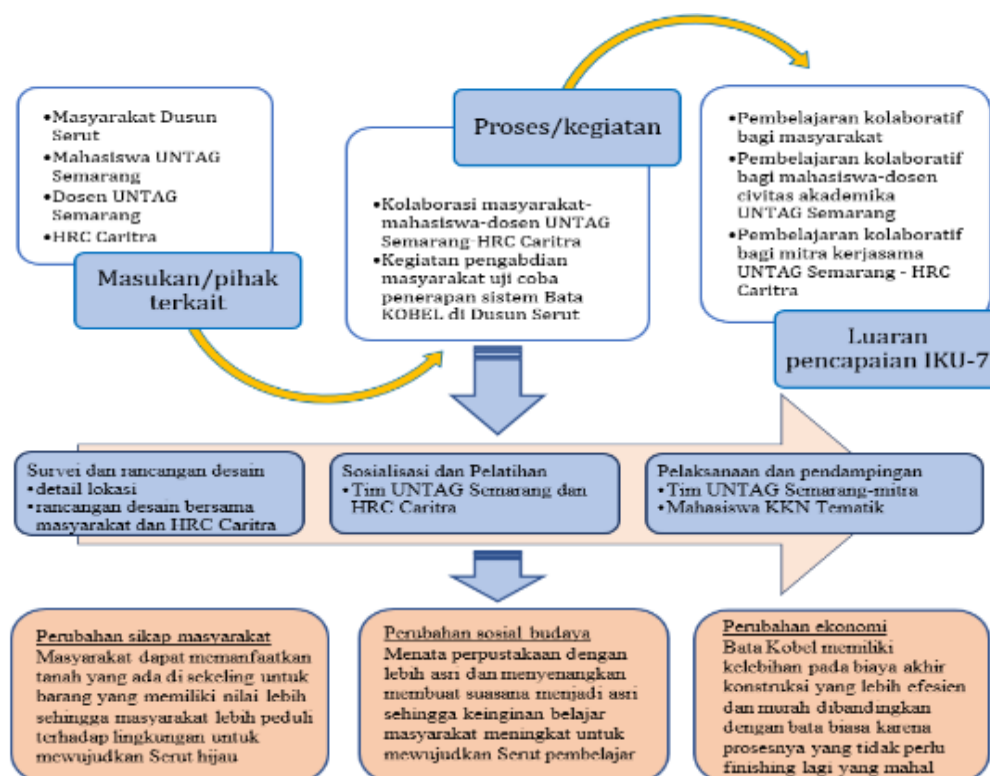 •Masyarakat Dusun
Serut
•Mahasiswa UNTAG
Semarang
•Dosen UNTAG
Semarang
•HRC Caritra
Masukan/pihak
terkait
Proses/kegiatan
•Kolaborasi masyarakat-
mahasiswa-dosen UNTAG
Semarang-HRC Caritra
•Kegiatan pengabdian
masyarakat uji coba
penerapan sistem Bata
KOBEL di Dusun Serut
•Pembelajaran kolaboratif
bagi masyarakat
•Pembelajaran kolaboratif
bagi mahasiswa-dosen
civitas akademika
UNTAG Semarang
•Pembelajaran kolaboratif
bagi mitra kerjasama
UNTAG Semarang - HRC
Caritra
Luaran
pencapaian IKU-7
Survei dan rancangan desain
•detail lokasi
•rancangan desain bersama
masyarakat dan HRC Caritra
Sosialisasi dan Pelatihan
•Tim UNTAG Semarang dan
HRC Caritra
Pelaksanaan dan pendampingan
•Tim UNTAG Semarang-mitra
•Mahasiswa KKN Tematik
Perubahan sikap masyarakat
Masyarakat dapat memanfaatkan
tanah yang ada di sekeling untuk
barang yang memiliki nilai lebih
sehingga masyarakat lebih peduli
terhadap lingkungan untuk
mewujudkan Serut hijau
Perubahan sosial budaya
Menata perpustakaan dengan
lebih asri dan menyenangkan
membuat suasana menjadi asri
sehingga keinginan belajar
masyarakat meningkat untuk
mewujudkan Serut pembelajar
Perubahan ekonomi
Bata Kobel memiliki
kelebihan pada biaya akhir
konstruksi yang lebih efesien
dan murah dibandingkan
dengan bata biasa karena
prosesnya yang tidak perlu
finishing lagi yang mahal